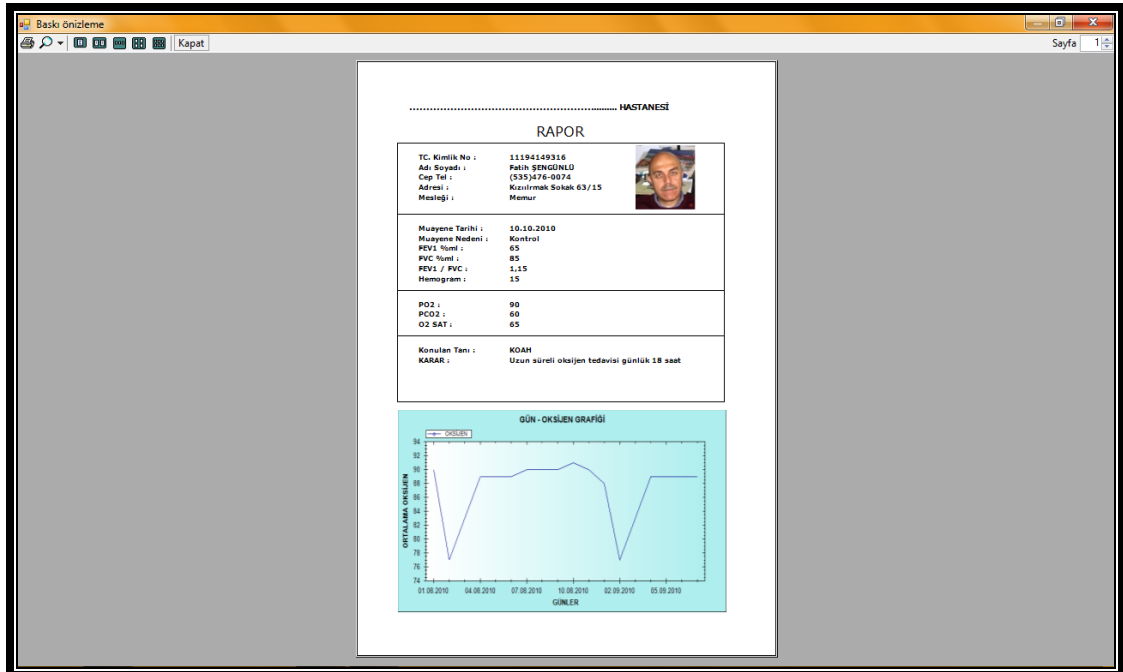 Baskı önizleme
Kapat
Sayfa 1
............................................................... HASTANESİ
RAPOR
TC. Kimlik No : 11194149316
Adı Soyadı : Fatih ŞENGÜNLÜ
Cep Tel : (535)476-0074
Adresi : Kızılırmak Sokak 63/15
Mesleği : Memur
Muayene Tarihi : 10.10.2010
Muayene Nedeni : Kontrol
FEV1 %ml : 65
FVC %ml : 85
FEV1 / FVC : 1,15
Hemogram : 15
PO2 : 90
PCO2 : 60
O2 SAT : 65
Konulan Tanı : KOAH
KARAR : Uzun süreli oksijen tedavisi günlük 18 saat
GÜN - OKSİJEN GRAFİĞİ
OKSİJEN
94
92
90
88
86
84
82
80
78
76
74
ORTALAMA OKSİJEN
01.08.2010 04.08.2010 07.08.2010 10.08.2010 02.09.2010 05.09.2010
GÜNLER